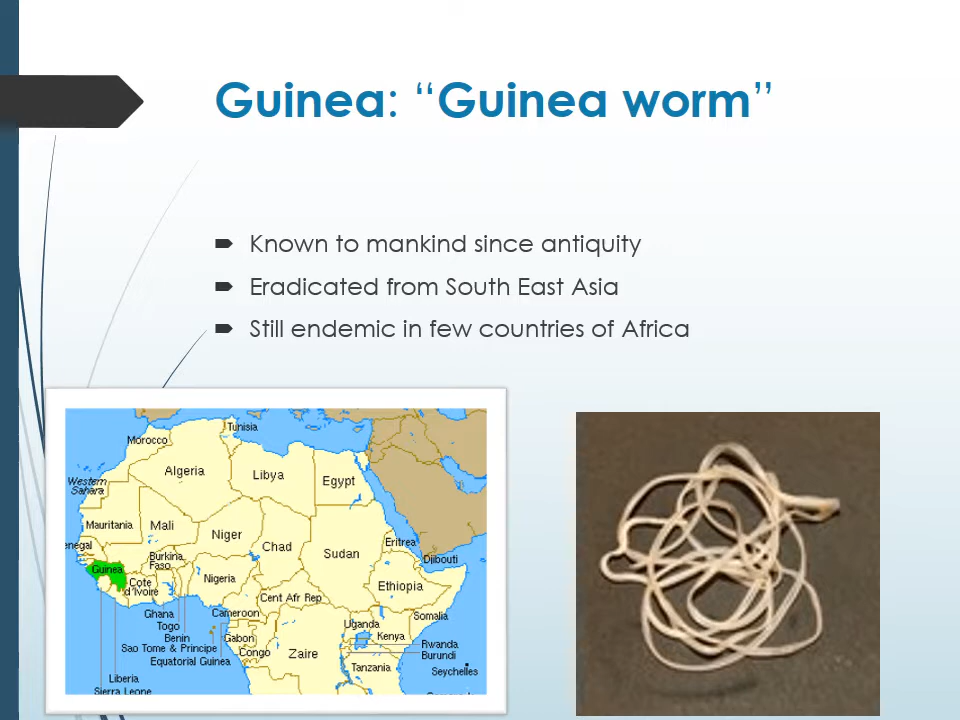 Guinea: “Guinea worm”
Known to mankind since antiquity
Eradicated from South East Asia
Still endemic in few countries of Africa
Tunisia
Morocco
Algeria
Libya
Egypt
Western
Sahara
Mauritania
Mali
Niger
Chad
Sudan
Eritrea
enegal
Burkina
Faso
Djibouti
Guinea
Cote
d'Ivoire
Nigeria
Ethiopia
Cent Afr Rep
Ghana
Togo
Benin
Cameroon
Somalia
Uganda
Kenya
Sao Tome & Principe
Gabon
Equatorial Guinea
Congo
Zaire
Rwanda
Burundi
Tanzania
Seychelles
Liberia
Sierra Leone